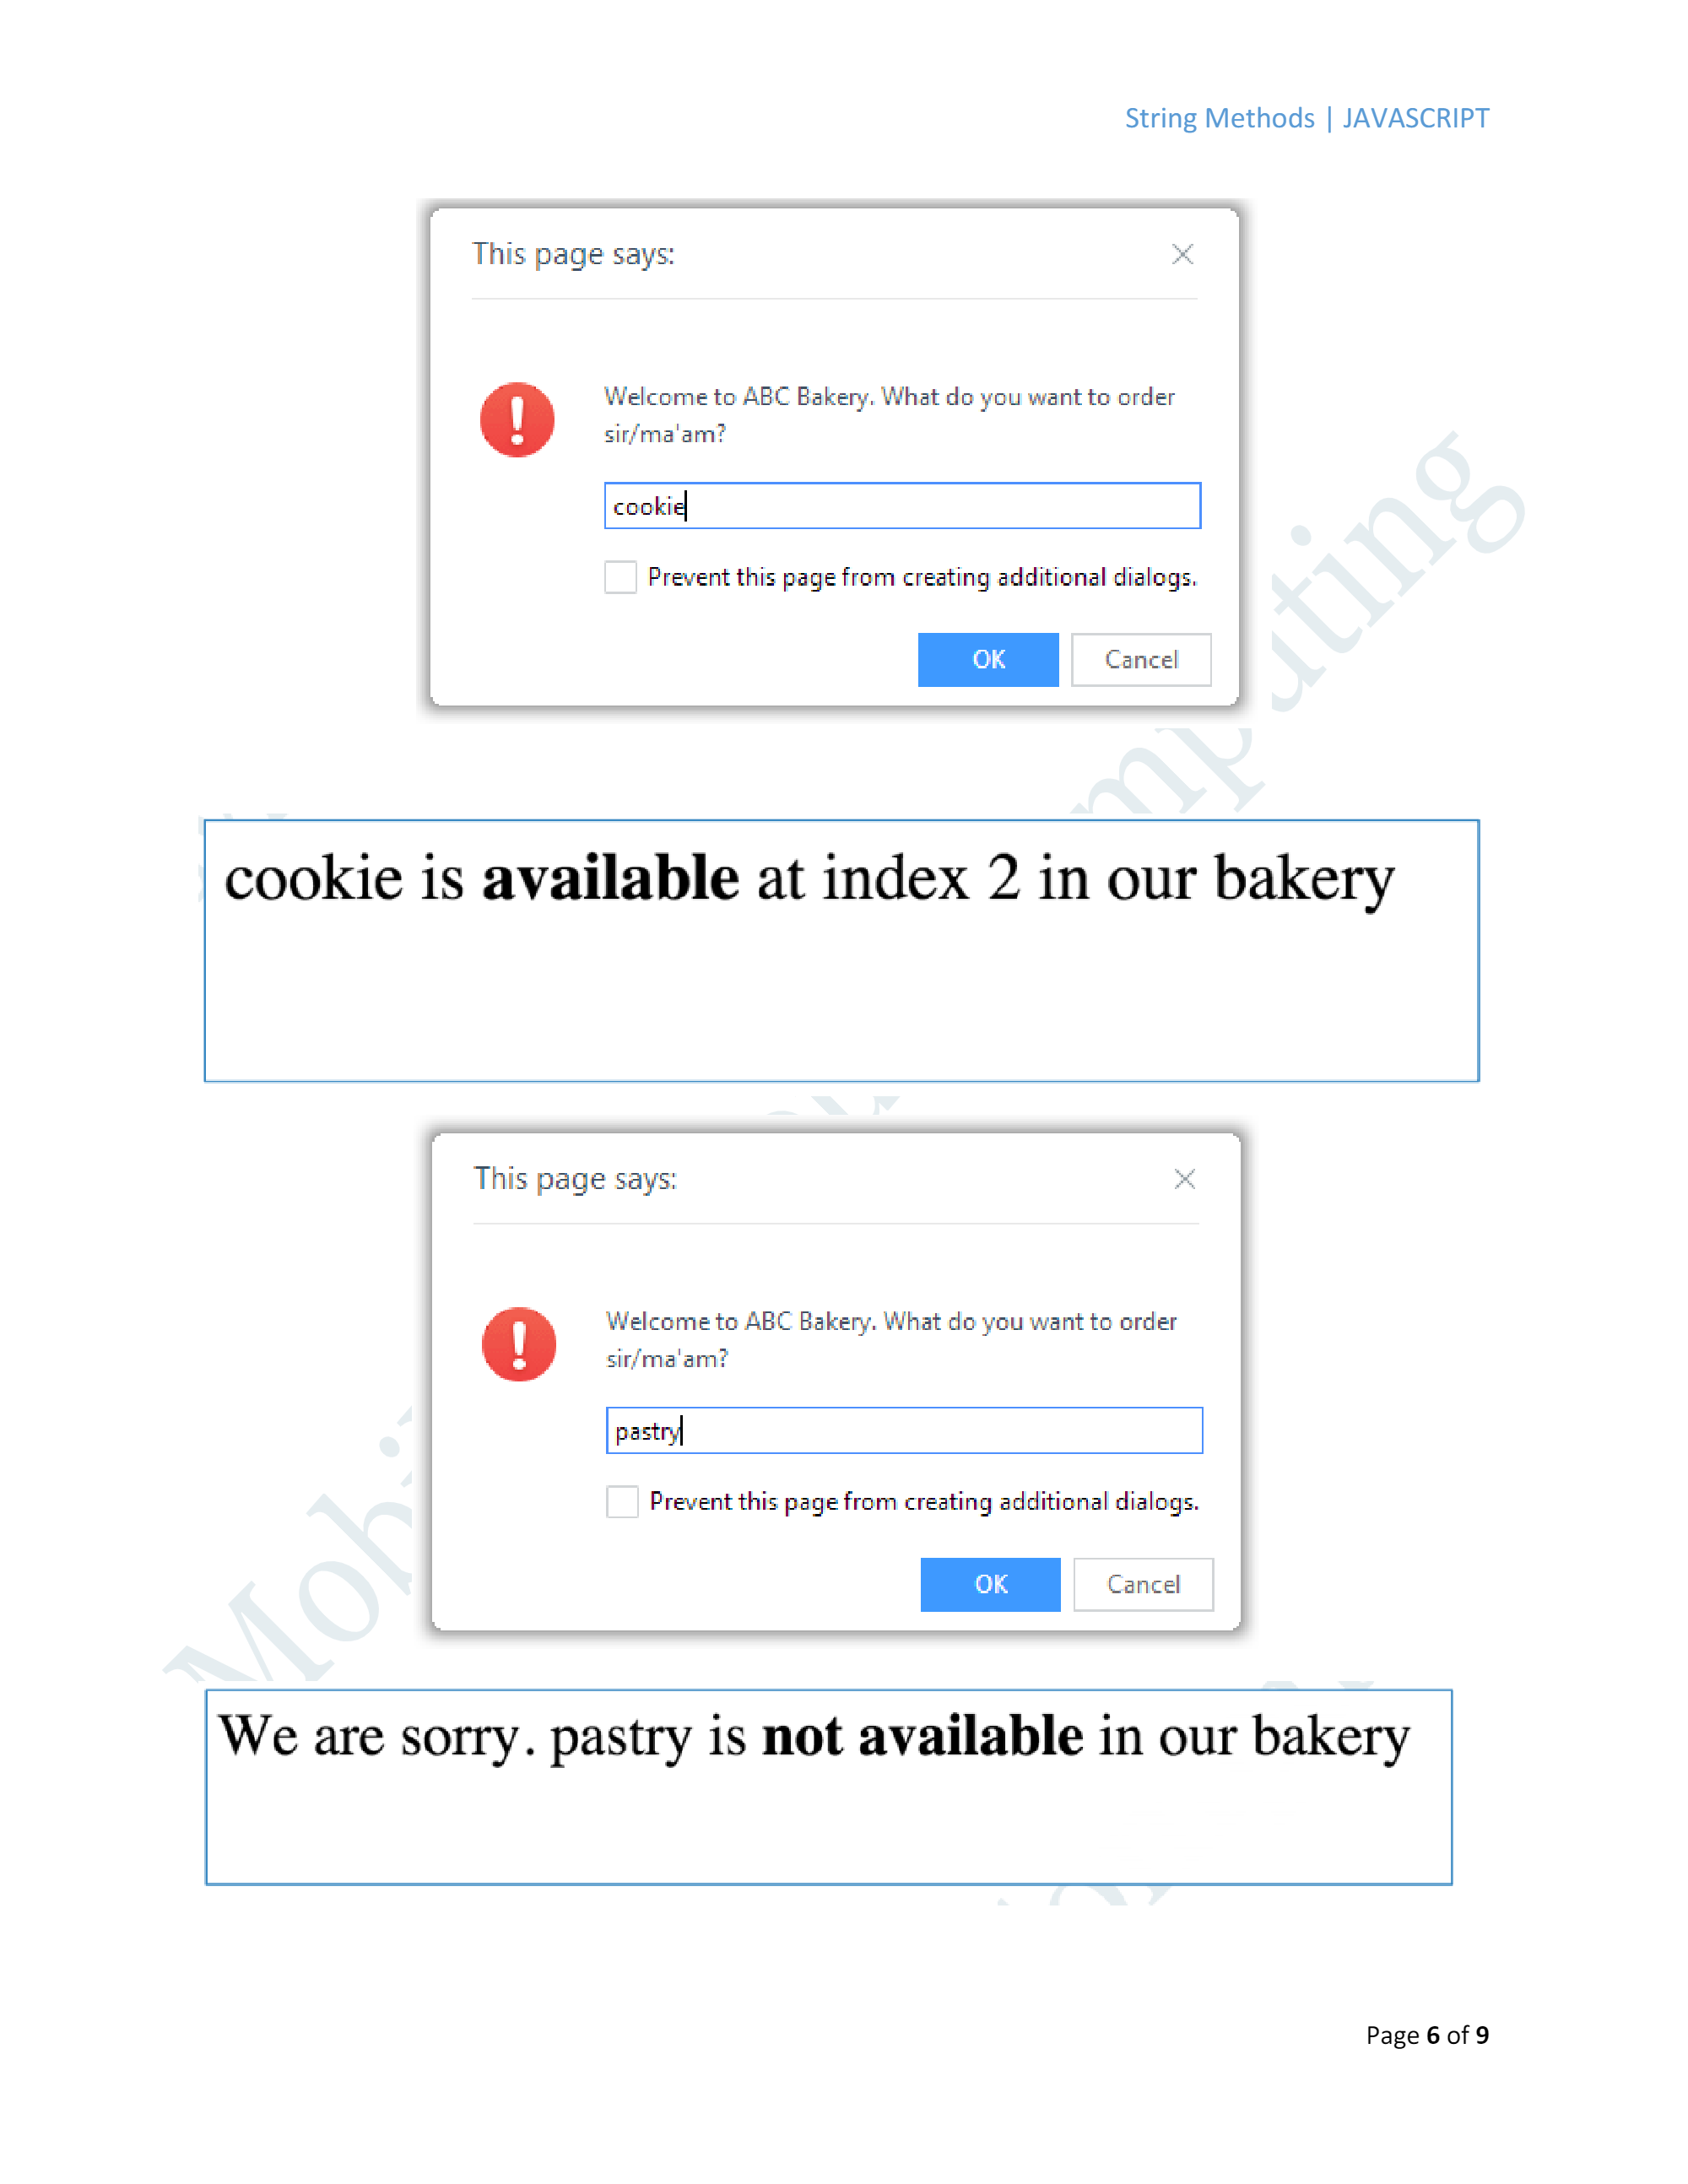 String Methods | JAVASCRIPT
This page says:
Welcome to ABC Bakery. What do you want to order
sir/ma'am?
cookie
Prevent this page from creating additional dialogs.
OK Cancel
cookie is available at index 2 in our bakery
This page says:
Welcome to ABC Bakery. What do you want to order
sir/ma'am?
pastry
Prevent this page from creating additional dialogs.
OK Cancel
We are sorry. pastry is not available in our bakery
Page 6 of 9